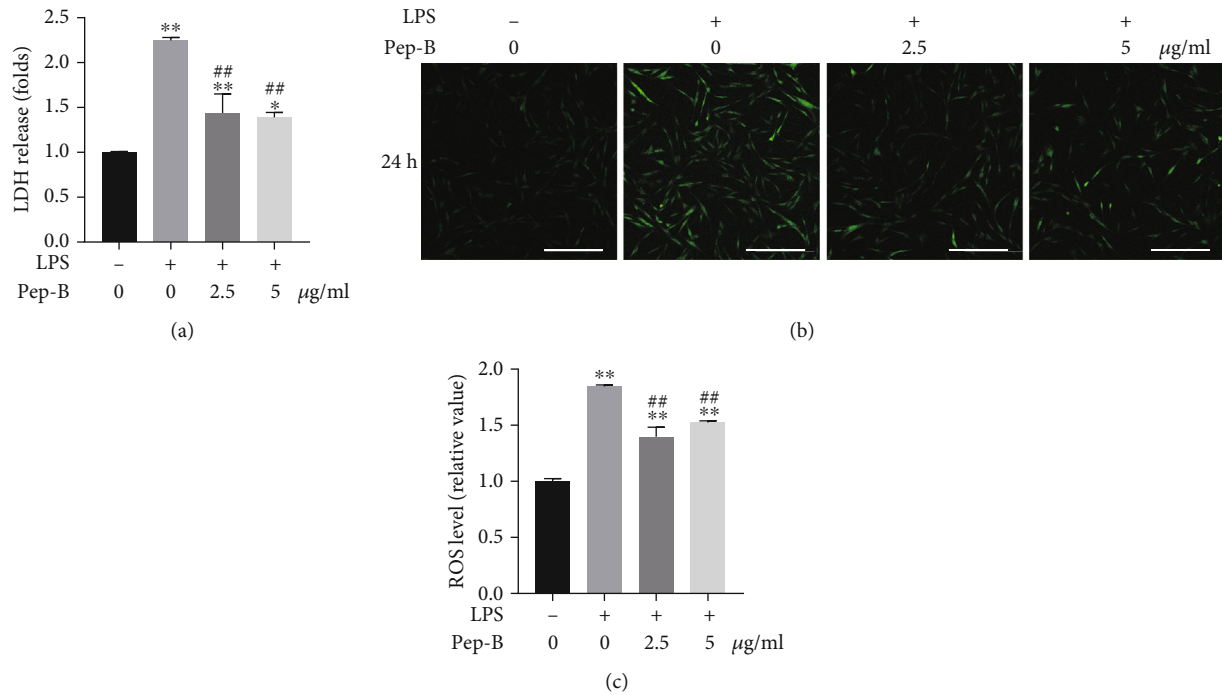 LDH release (folds)
2.5
2.0
1.5
1.0
0.5
0.0
**
##
**
##
*
LPS – + + +
Pep-B 0 0 2.5 5 μg/ml
(a)
LPS – + + +
Pep-B 0 0 2.5 5 μg/ml
24 h
(b)
ROS level (relative value)
2.0
1.5
1.0
0.5
0.0
**
##
**
##
**
LPS – + + +
Pep-B 0 0 2.5 5 μg/ml
(c)